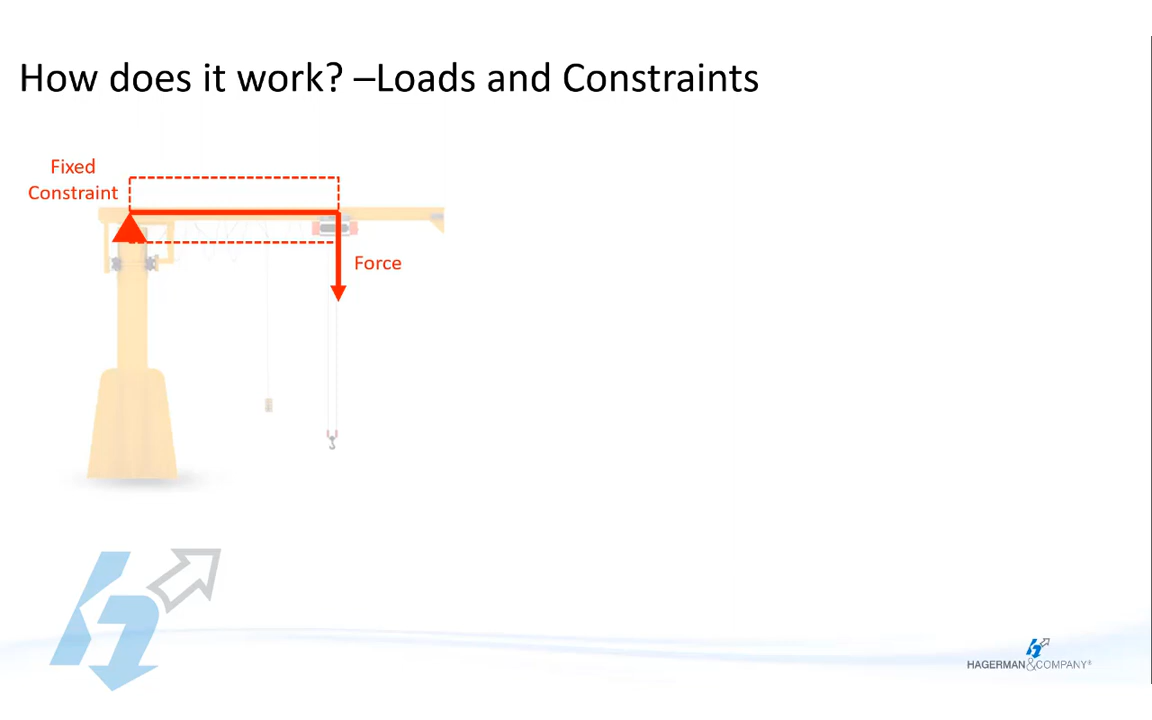 How does it work? –Loads and Constraints
Fixed
Constraint
Force
HAGERMAN&COMPANY®